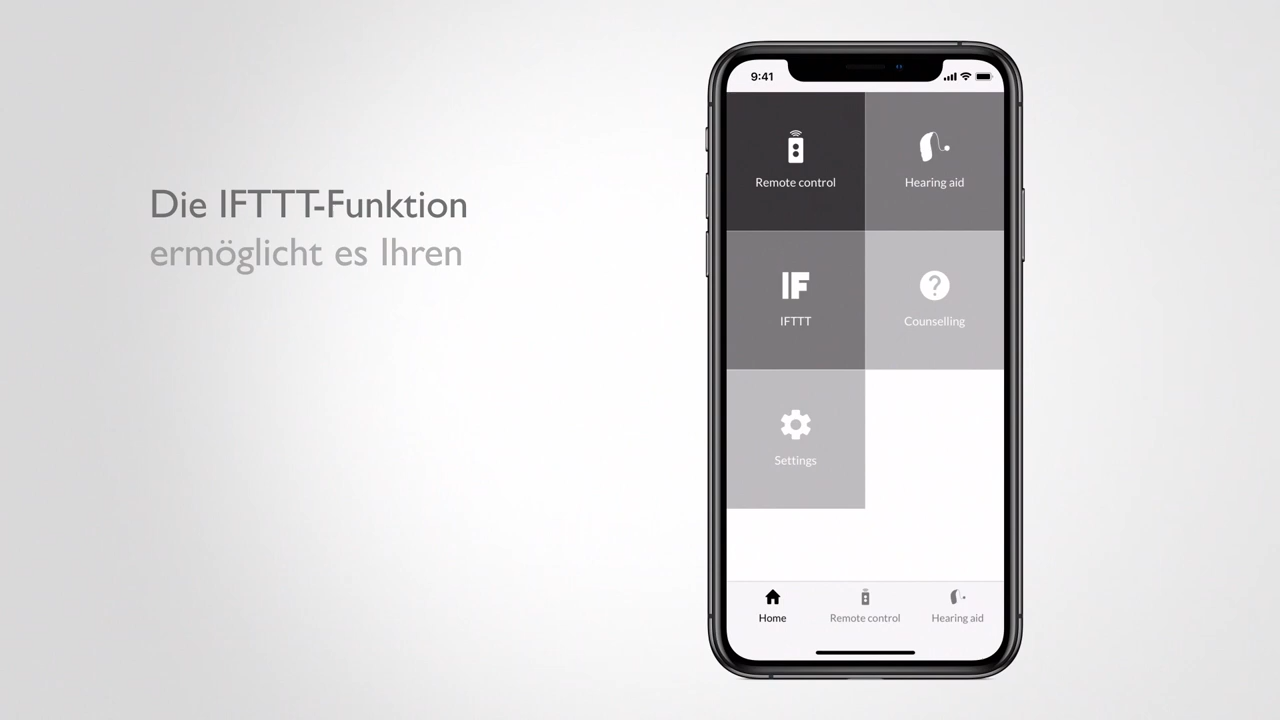 Die IFTTT-Funktion
ermöglicht es Ihren
9:41
Remote control
Hearing aid
IF
IFTTT
Counselling
Settings
Home
Remote control
Hearing aid